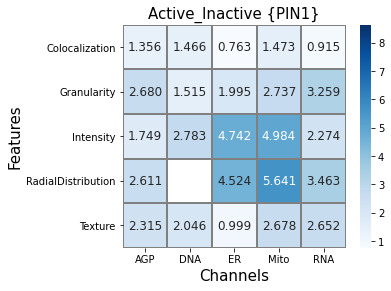 Active_Inactive {PIN1}
Features
Colocalization 1.356 1.466 0.763 1.473 0.915
Granularity 2.680 1.515 1.995 2.737 3.259
Intensity 1.749 2.783 4.742 4.984 2.274
RadialDistribution 2.611 4.524 5.641 3.463
Texture 2.315 2.046 0.999 2.678 2.652
AGP DNA ER Mito RNA
Channels
8
7
6
5
4
3
2
1